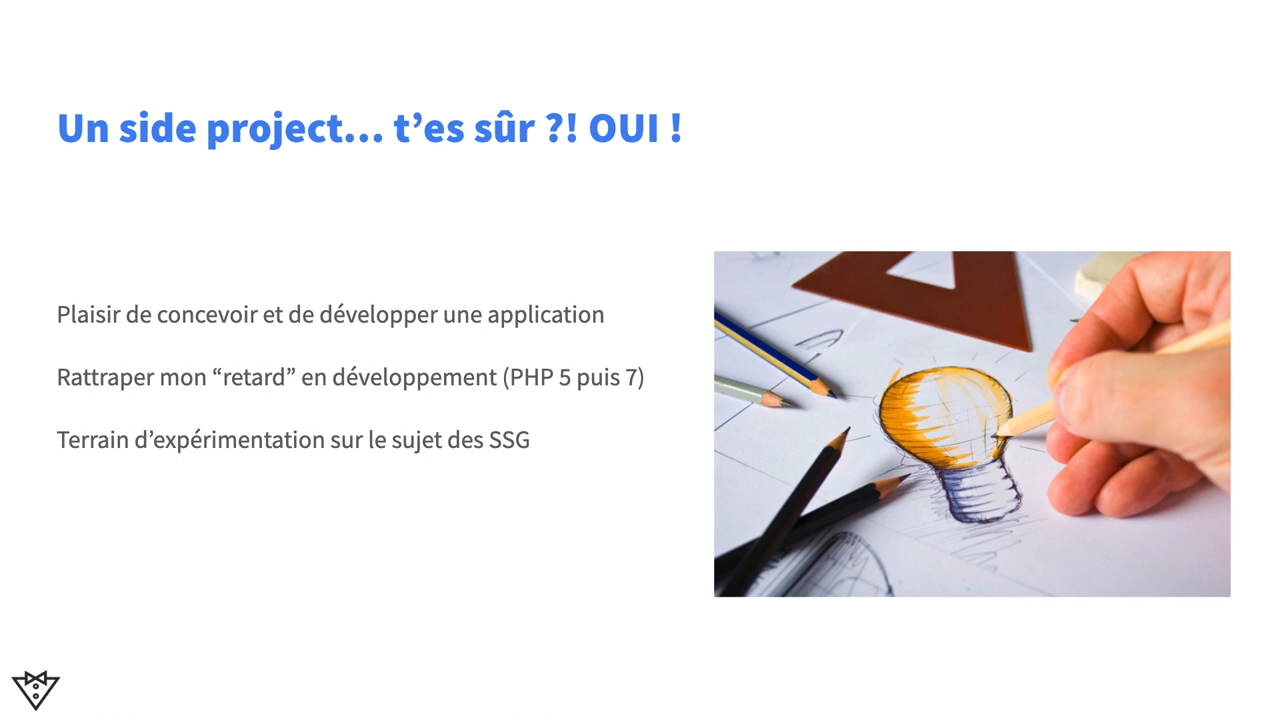 Un side project… t’es sûr ?! OUI !
Plaisir de concevoir et de développer une application
Rattraper mon “retard” en développement (PHP 5 puis 7)
Terrain d’expérimentation sur le sujet des SSG